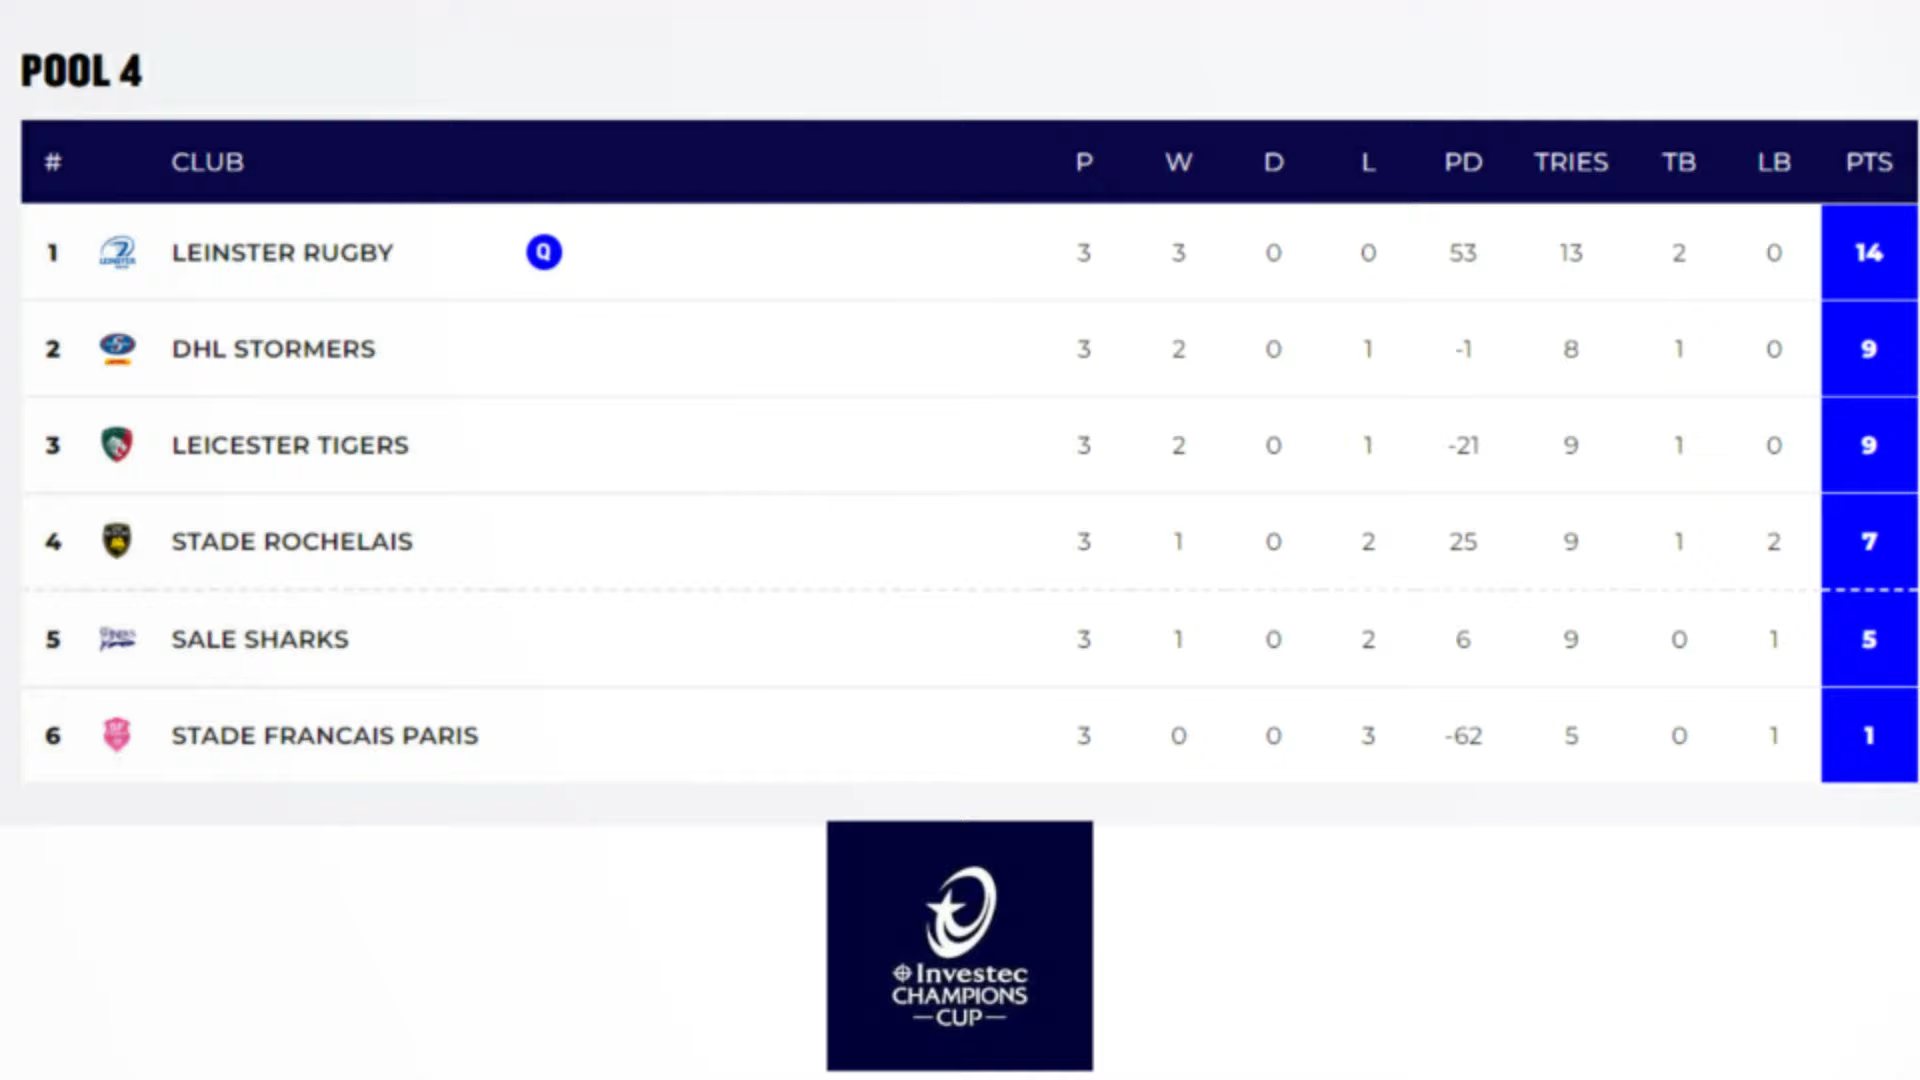 POOL 4
# CLUB P W D L PD TRIES TB LB PTS
1 LEINSTER RUGBY Q 3 3 0 0 53 13 2 0 14
2 DHL STORMERS 3 2 0 1 -1 8 1 0 9
3 LEICESTER TIGERS 3 2 0 1 -21 9 1 0 9
4 STADE ROCHELAIS 3 1 0 2 25 9 1 2 7
5 SALE SHARKS 3 1 0 2 6 9 0 1 5
6 STADE FRANCAIS PARIS 3 0 0 3 -62 5 0 1 1
Investec
CHAMPIONS
CUP